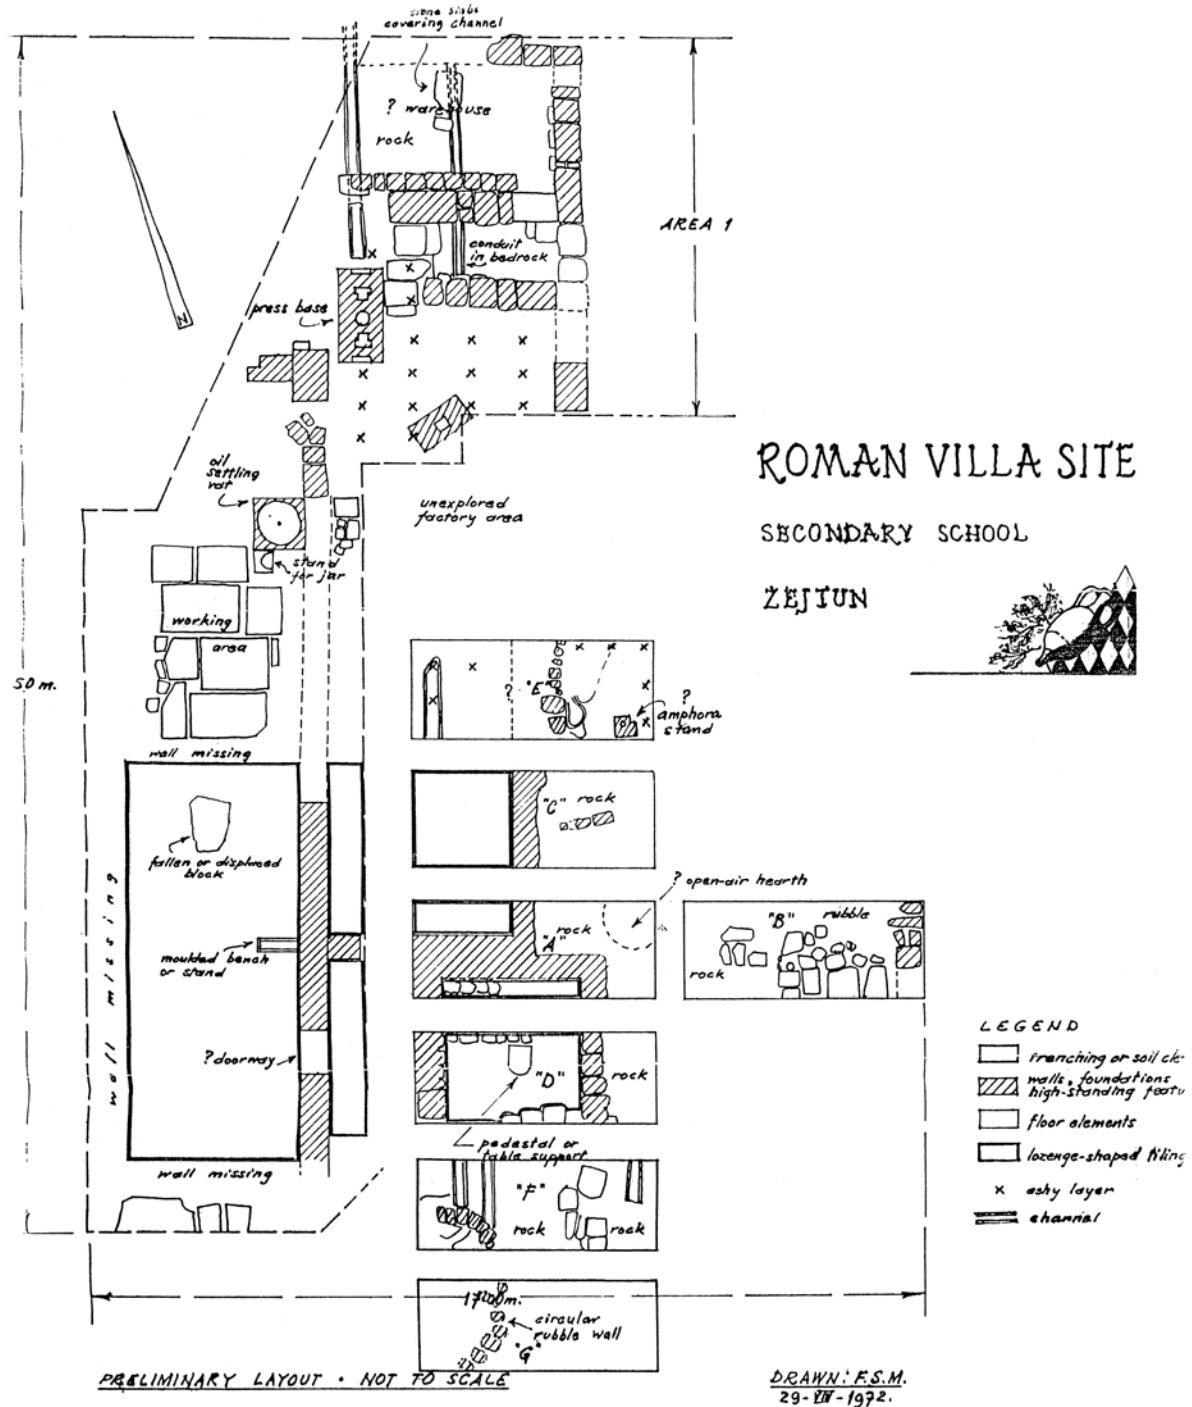 stone slabs
covering channel
? warehouse
rock
AREA 1
conduit
in bedrock
press base
N
oil
settling
vat
unexplored
factory area
stand
for jar
working
area
ROMAN VILLA SITE
SECONDARY SCHOOL
ŻEJTUN
50 m.
? "E"
?
amphora
stand
wall missing
"C" rock
fallen or displaced
block
wall missing
? open-air hearth
"A" rock
"B" rubble
rock
moulded bench
or stand
? doorway
"D"
rock
pedestal or
table support
wall missing
"F"
rock
rock
LEGEND
trenching or soil
walls, foundations
high-standing
floor elements
lozenge-shaped tiling
x ashy layer
channel
m.
circular
rubble wall
"G"
PRELIMINARY LAYOUT • NOT TO SCALE
DRAWN: F.S.M.
29-VII-1972.